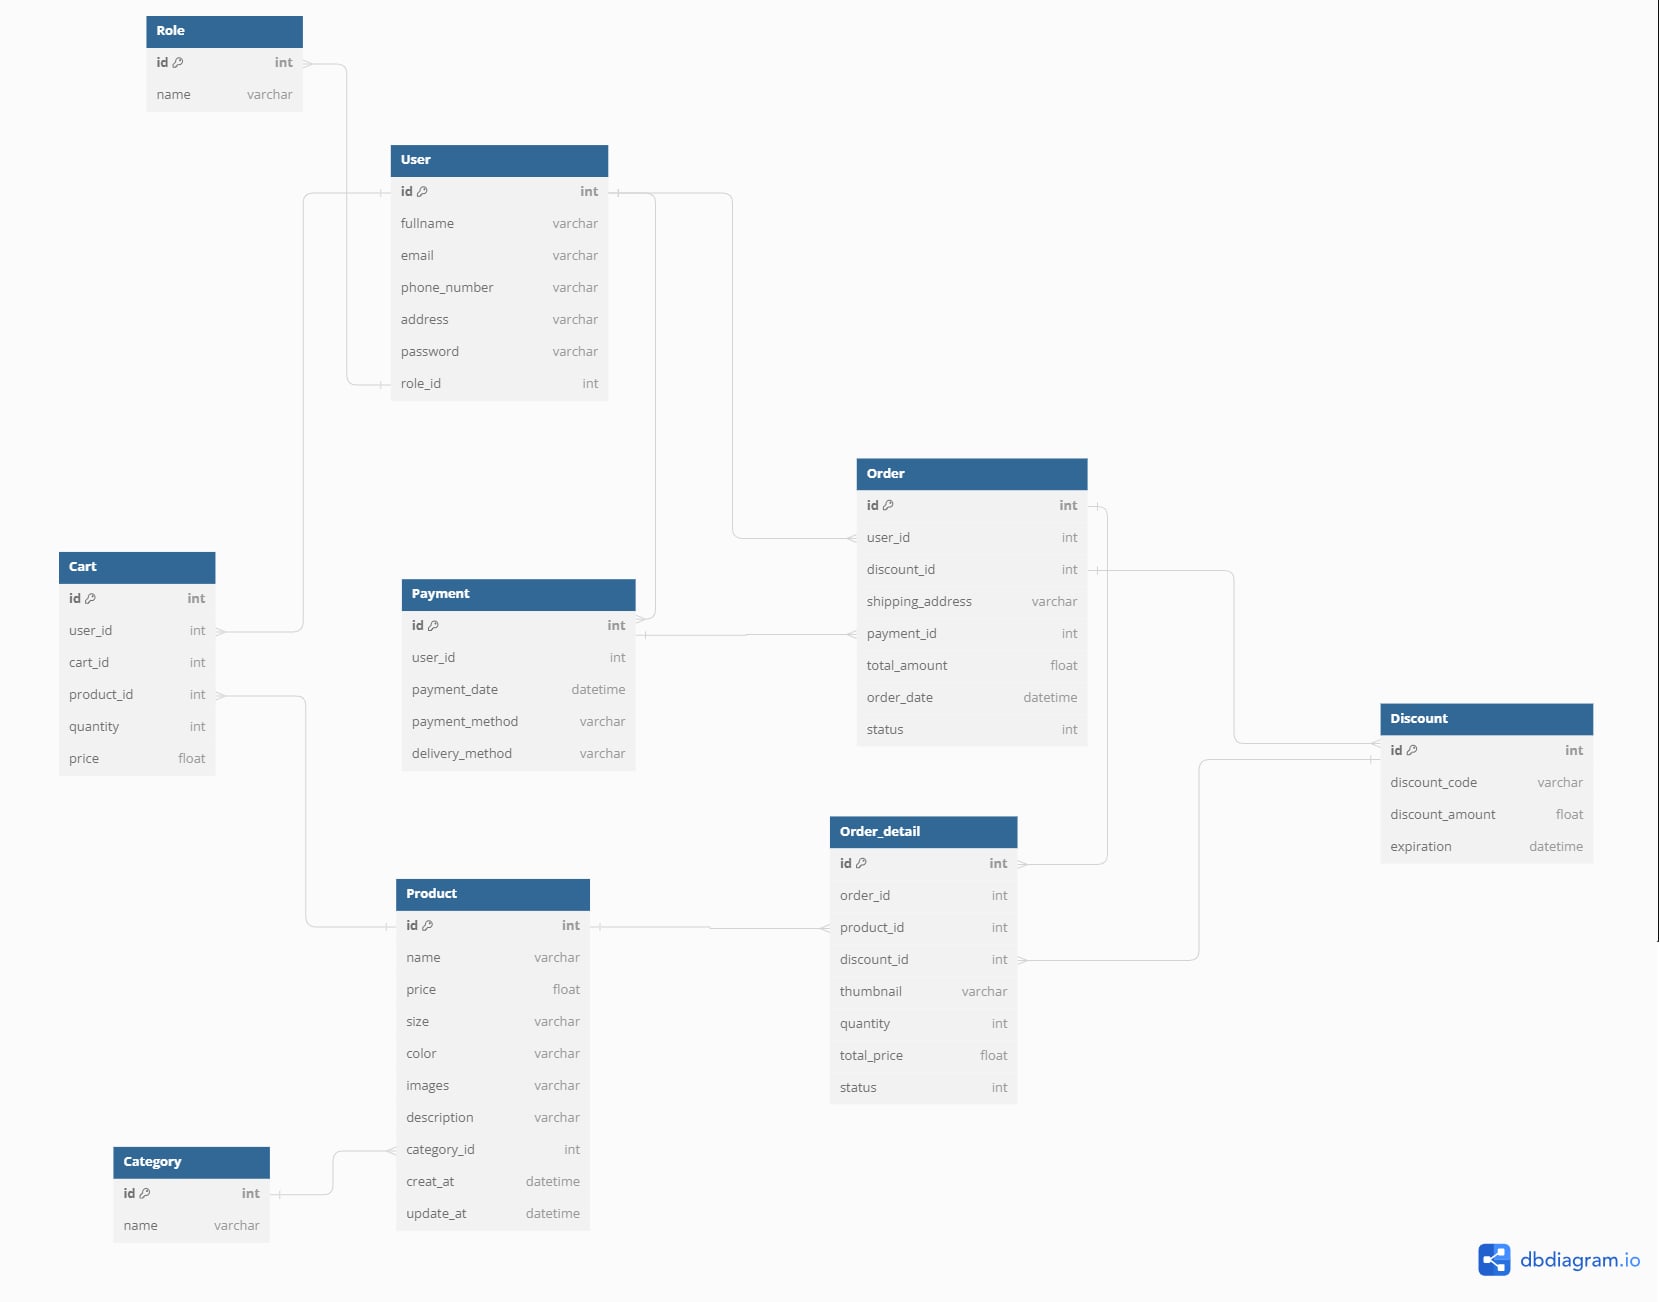 Role
id int
name varchar
User
id int
fullname varchar
email varchar
phone_number varchar
address varchar
password varchar
role_id int
Order
id int
user_id int
discount_id int
shipping_address varchar
payment_id int
total_amount float
order_date datetime
status int
Cart
id int
user_id int
cart_id int
product_id int
quantity int
price float
Payment
id int
user_id int
payment_date datetime
payment_method varchar
delivery_method varchar
Discount
id int
discount_code varchar
discount_amount float
expiration datetime
Order_detail
id int
order_id int
product_id int
discount_id int
thumbnail varchar
quantity int
total_price float
status int
Product
id int
name varchar
price float
size varchar
color varchar
images varchar
description varchar
category_id int
creat_at datetime
update_at datetime
Category
id int
name varchar
dbdiagram.io